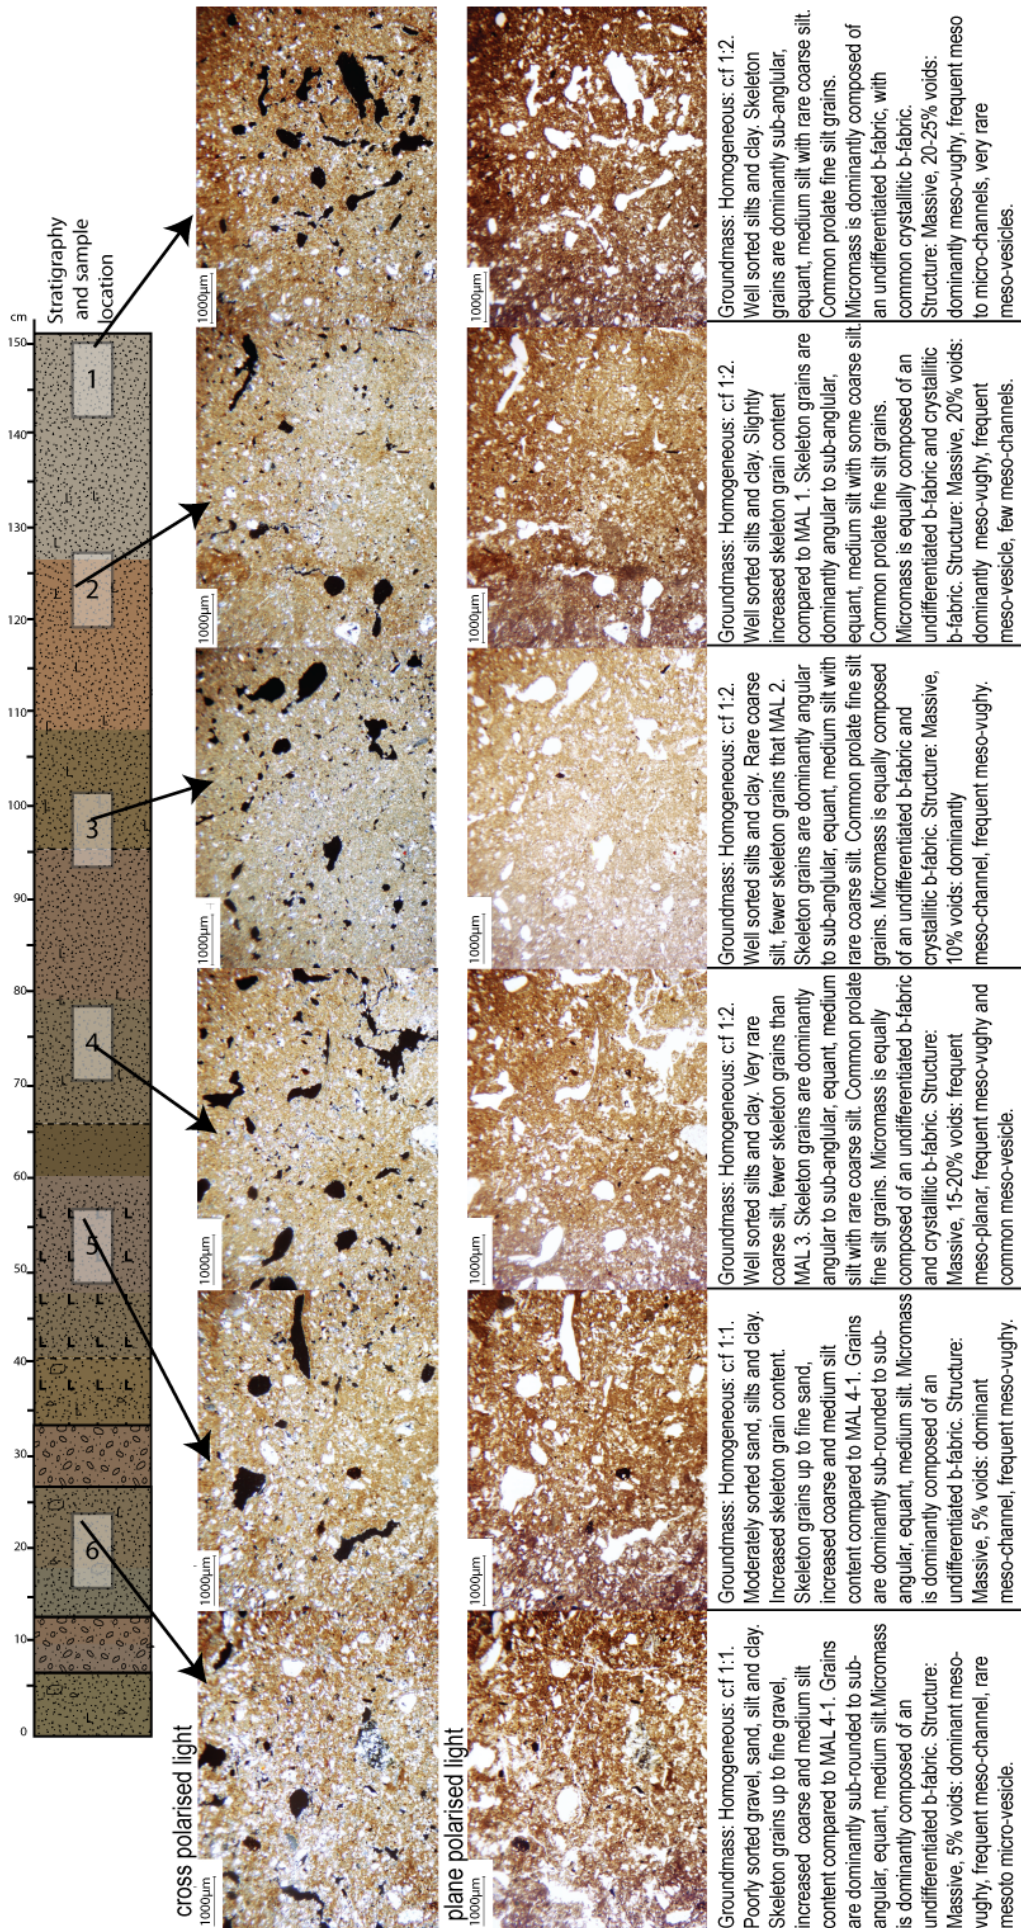 cm
Stratigraphy
and sample
location
150
140
130
120
110
100
90
80
70
60
50
40
30
20
10
0
1
2
3
4
5
6
L
cross polarised light
1000µm
1000µm
1000µm
1000µm
1000µm
1000µm
plane polarised light
1000µm
1000µm
1000µm
1000µm
1000µm
1000µm
Groundmass: Homogeneous: c:f 1:2.
Well sorted silts and clay. Skeleton
grains are dominantly sub-anglular,
equant, medium silt with rare coarse silt.
Common prolate fine silt grains.
Micromass is dominantly composed of
an undifferentiated b-fabric, with
common crystallitic b-fabric.
Structure: Massive, 20-25% voids:
dominantly meso-vughy, frequent meso
to micro-channels, very rare
meso-vesicles.
Groundmass: Homogeneous: c:f 1:2.
Well sorted silts and clay. Slightly
increased skeleton grain content
compared to MAL 1. Skeleton grains are
dominantly angular to sub-angular,
equant, medium silt with some coarse silt.
Common prolate fine silt grains.
Micromass is equally composed of an
undifferentiated b-fabric and crystallitic
b-fabric. Structure: Massive, 20% voids:
dominantly meso-vughy, frequent
meso-vesicle, few meso-channels.
Groundmass: Homogeneous: c:f 1:2.
Well sorted silts and clay. Rare coarse
silt, fewer skeleton grains that MAL 2.
Skeleton grains are dominantly angular
to sub-angular, equant, medium silt with
rare coarse silt. Common prolate fine silt
grains. Micromass is equally composed
of an undifferentiated b-fabric and
crystallitic b-fabric. Structure: Massive,
10% voids: dominantly
meso-channel, frequent meso-vughy.
Groundmass: Homogeneous: c:f 1:2.
Well sorted silts and clay. Very rare
coarse silt, fewer skeleton grains than
MAL 3. Skeleton grains are dominantly
angular to sub-angular, equant, medium
silt with rare coarse silt. Common prolate
fine silt grains. Micromass is equally
composed of an undifferentiated b-fabric
and crystallitic b-fabric. Structure:
Massive, 15-20% voids: frequent
meso-planar, frequent meso-vughy and
common meso-vesicle.
Groundmass: Homogeneous: c:f 1:1.
Moderately sorted sand, silts and clay.
Increased skeleton grain content.
Skeleton grains up to fine sand,
increased coarse and medium silt
content compared to MAL 4-1. Grains
are dominantly sub-rounded to sub-
angular, equant, medium silt. Micromass
is dominantly composed of an
undifferentiated b-fabric. Structure:
Massive, 5% voids: dominant
meso-channel, frequent meso-vughy.
Groundmass: Homogeneous: c:f 1:1.
Poorly sorted gravel, sand, silt and clay.
Skeleton grains up to fine gravel,
increased coarse and medium silt
content compared to MAL 4-1. Grains
are dominantly sub-rounded to sub-
angular, equant, medium silt.Micromass
is dominantly composed of an
undifferentiated b-fabric. Structure:
Massive, 5% voids: dominant meso-
vughy, frequent meso-channel, rare
mesoto micro-vesicle.